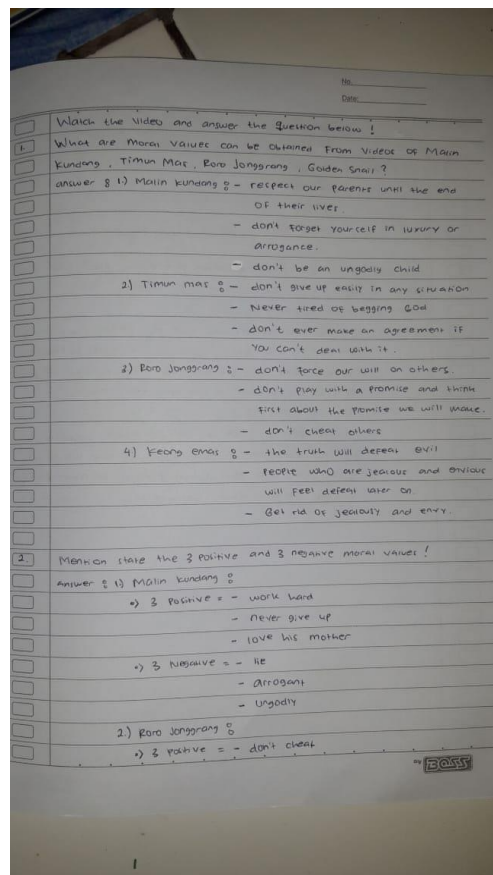 No.
Date:
Watch the video and answer the question below !
1. What are moral values can be obtained from videos of Malin
Kundang, Timun Mas, Roro Jonggrang, Golden Snail ?
answer : 1.) Malin kundang : - respect our parents until the end
of their lives.
- don't forget yourself in luxury or
arrogance.
- don't be an ungodly child
2) Timun mas : - don't give up easily in any situation
- Never tired of begging God
- don't ever make an agreement if
you can't deal with it.
3) Roro Jonggrang : - don't force our will on others.
- don't play with a promise and think
first about the promise we will make.
- don't cheat others
4) Keong emas : - the truth will defeat evil
- People who are jealous and envious
will feel defeat later on
- Get rid of jealousy and envy.
2. Mention state the 3 positive and 3 negative moral values !
answer : 1) Malin kundang :
•) 3 Positive = - work hard
- never give up
- love his mother
•) 3 Negative = - lie
- arrogant
- ungodly
2.) Roro Jonggrang :
•) 3 positive = - don't cheat
by BOSS